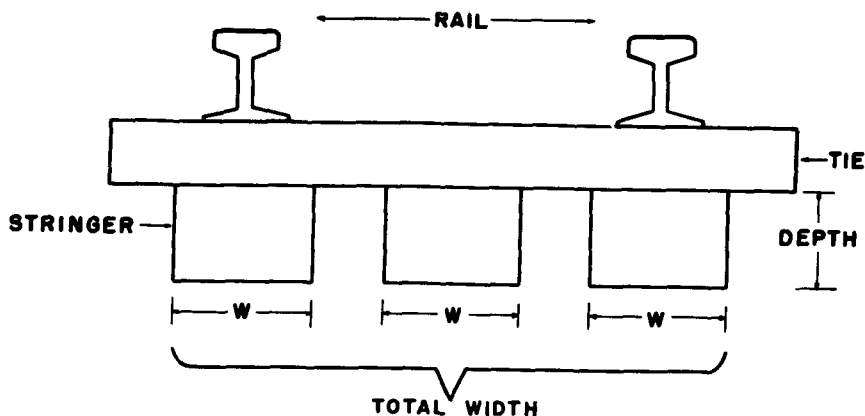 RAIL
TIE
STRINGER
DEPTH
W W W
TOTAL WIDTH